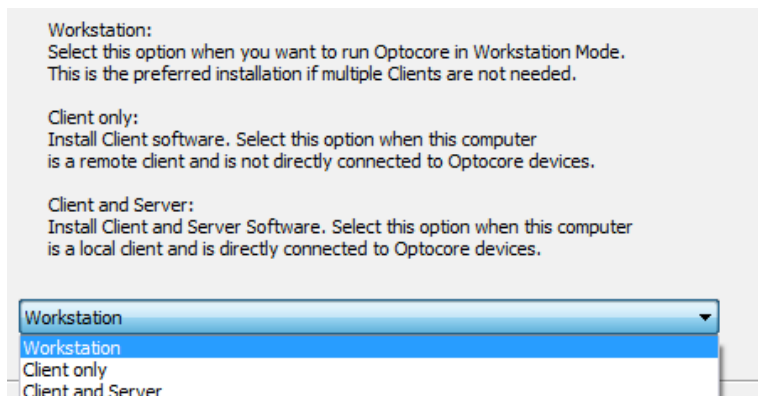 Workstation:
Select this option when you want to run Optocore in Workstation Mode.
This is the preferred installation if multiple Clients are not needed.
Client only:
Install Client software. Select this option when this computer
is a remote client and is not directly connected to Optocore devices.
Client and Server:
Install Client and Server Software. Select this option when this computer
is a local client and is directly connected to Optocore devices.
Workstation
Workstation
Client only
Client and Server